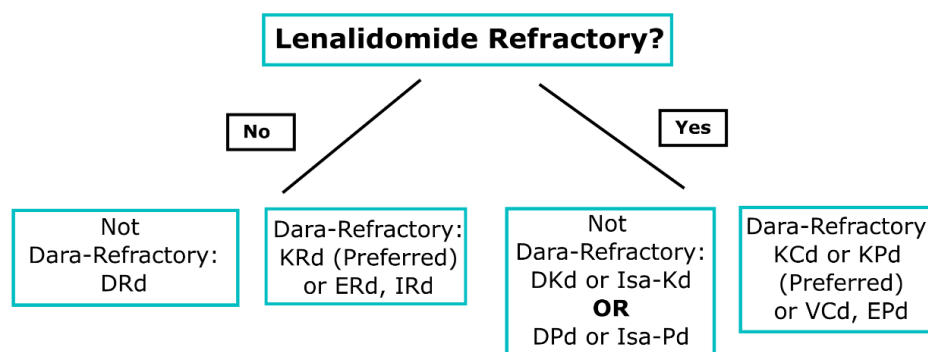 Lenalidomide Refractory?
No
Yes
Not
Dara-Refractory:
DRd
Dara-Refractory:
KRd (Preferred)
or ERd, IRd
Not
Dara-Refractory:
DKd or Isa-Kd
OR
DPd or Isa-Pd
Dara-Refractory
KCd or KPd
(Preferred)
or VCd, EPd